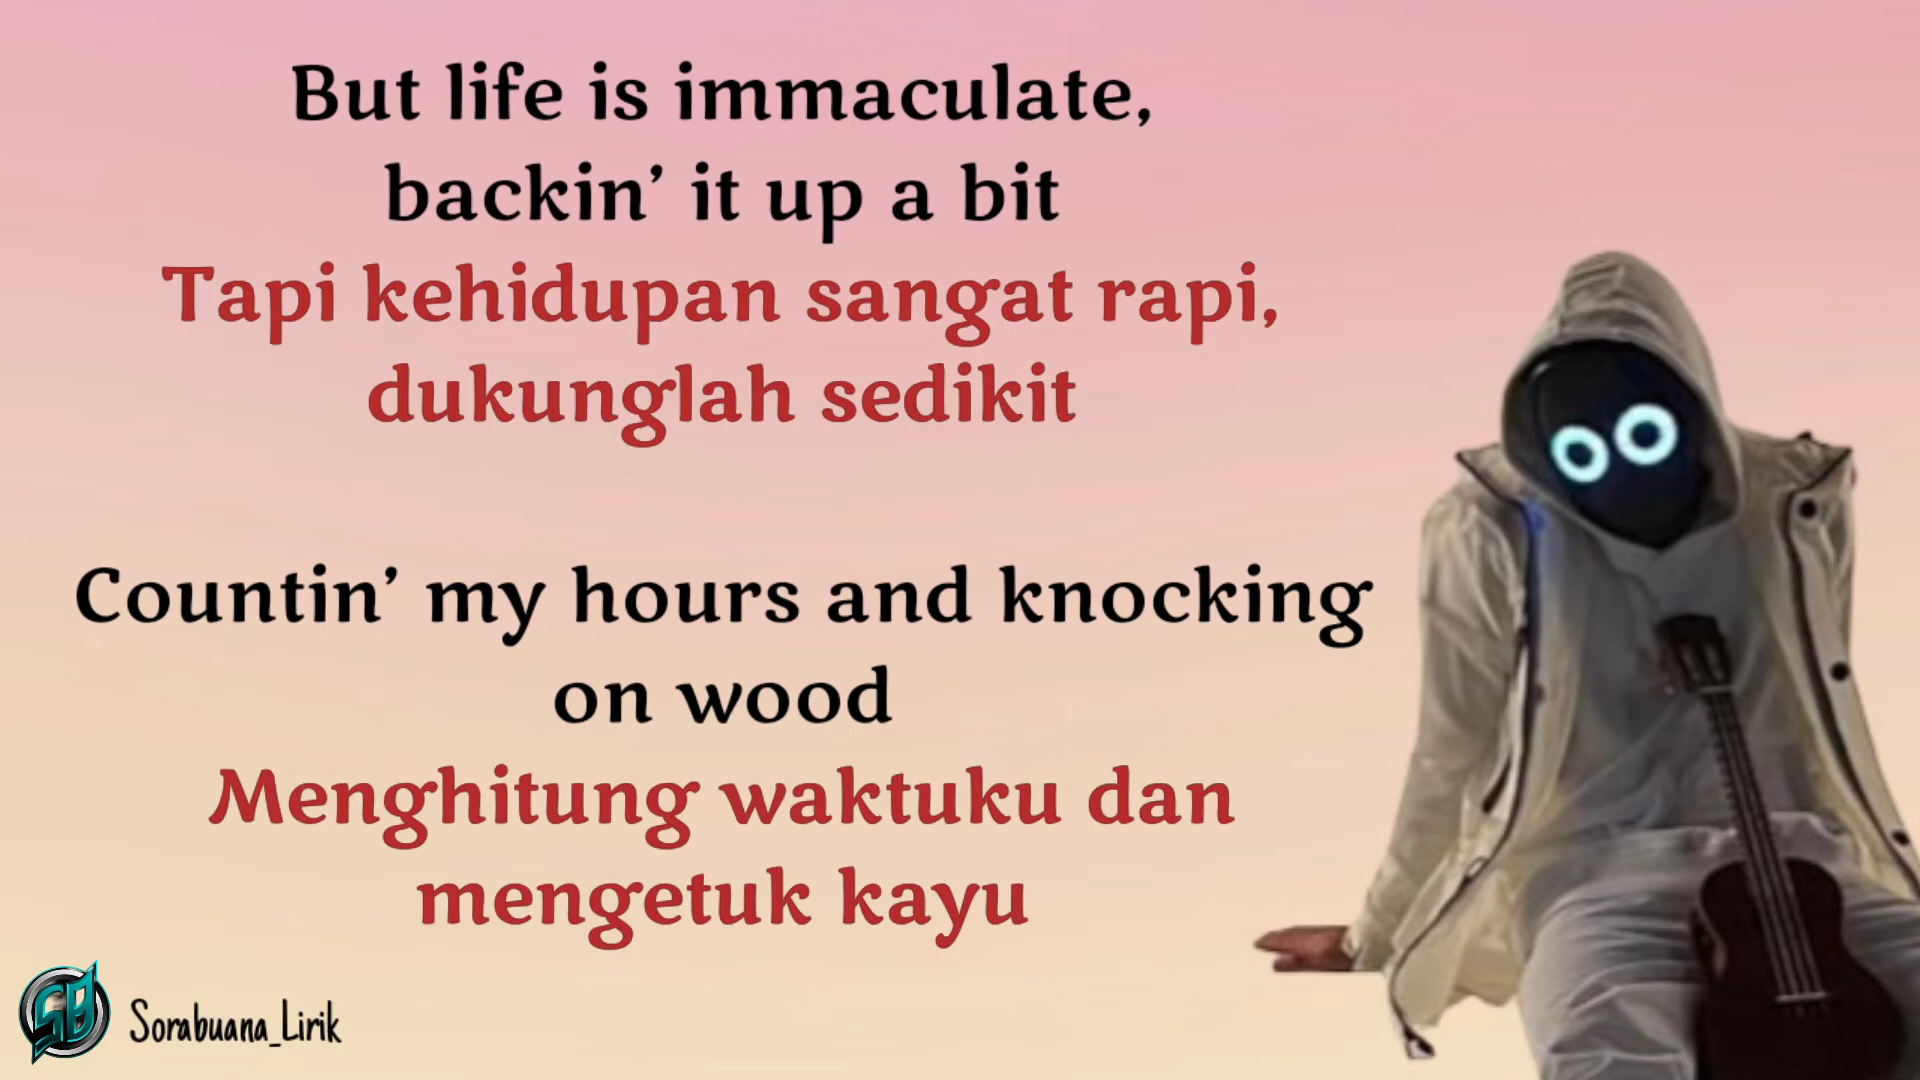 But life is immaculate,
backin’ it up a bit
Tapi kehidupan sangat rapi,
dukunglah sedikit
Countin’ my hours and knocking
on wood
Menghitung waktuku dan
mengetuk kayu
Sorabuana_Lirik